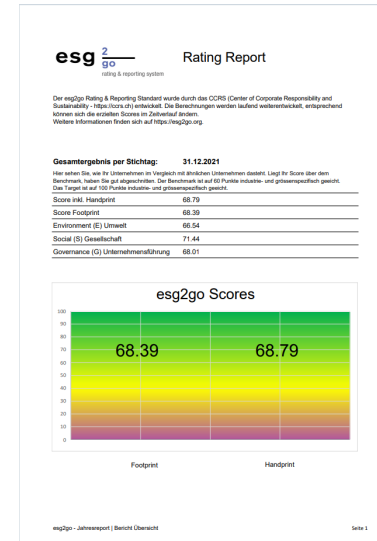 esg 2 go
rating & reporting system
Rating Report
Der esg2go Rating & Reporting Standard wurde durch das CCRS (Center of Corporate Responsibility and
Sustainability - https://ccrs.ch) entwickelt. Die Berechnungen werden laufend weiterentwickelt, entsprechend
können sich die erzielten Scores im Zeitverlauf ändern.
Weitere Informationen finden sich auf https://esg2go.org.
Gesamtergebnis per Stichtag: 31.12.2021
Hier sehen Sie, wie Ihr Unternehmen im Vergleich mit ähnlichen Unternehmen dasteht. Liegt Ihr Score über dem
Benchmark, haben Sie gut abgeschnitten. Der Benchmark ist auf 60 Punkte industrie- und grössenspezifisch geeicht.
Das Target ist auf 100 Punkte industrie- und grössenspezifisch geeicht.
Score inkl. Handprint 68.79
Score Footprint 68.39
Environment (E) Umwelt 66.54
Social (S) Gesellschaft 71.44
Governance (G) Unternehmensführung 68.01
esg2go Scores
100
90
80
70
60
50
40
30
20
10
0
68.39 68.79
Footprint Handprint
esg2go - Jahresreport | Bericht Übersicht Seite 1